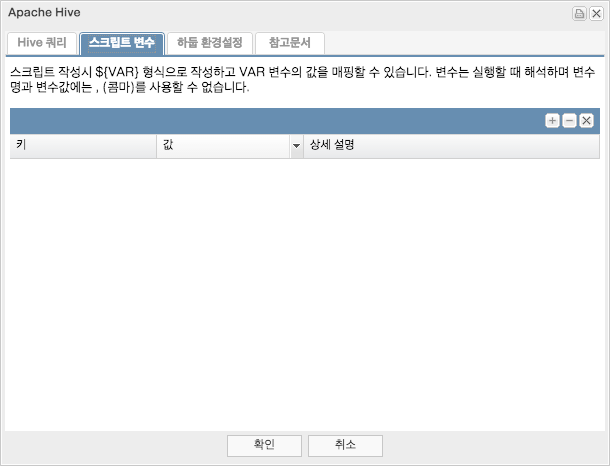 Apache Hive
Hive 쿼리 스크립트 변수 하둡 환경설정 참고문서
스크립트 작성시 ${VAR} 형식으로 작성하고 VAR 변수의 값을 매핑할 수 있습니다. 변수는 실행할 때 해석하며 변수
명과 변수값에는 , (콤마)를 사용할 수 없습니다.
키 값 상세 설명
확인 취소